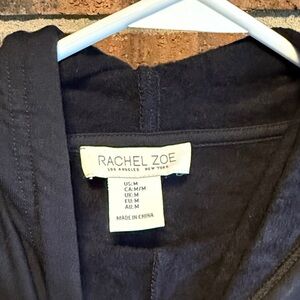 RACHEL ZOE
LOS ANGELES NEW YORK
US:M
CA:M/M
UK:M
EU:M
AU:M
MADE IN CHINA